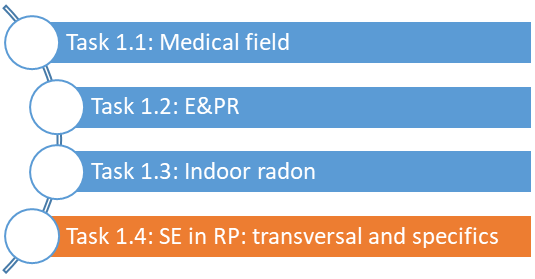 Task 1.1: Medical field
Task 1.2: E&PR
Task 1.3: Indoor radon
Task 1.4: SE in RP: transversal and specifics